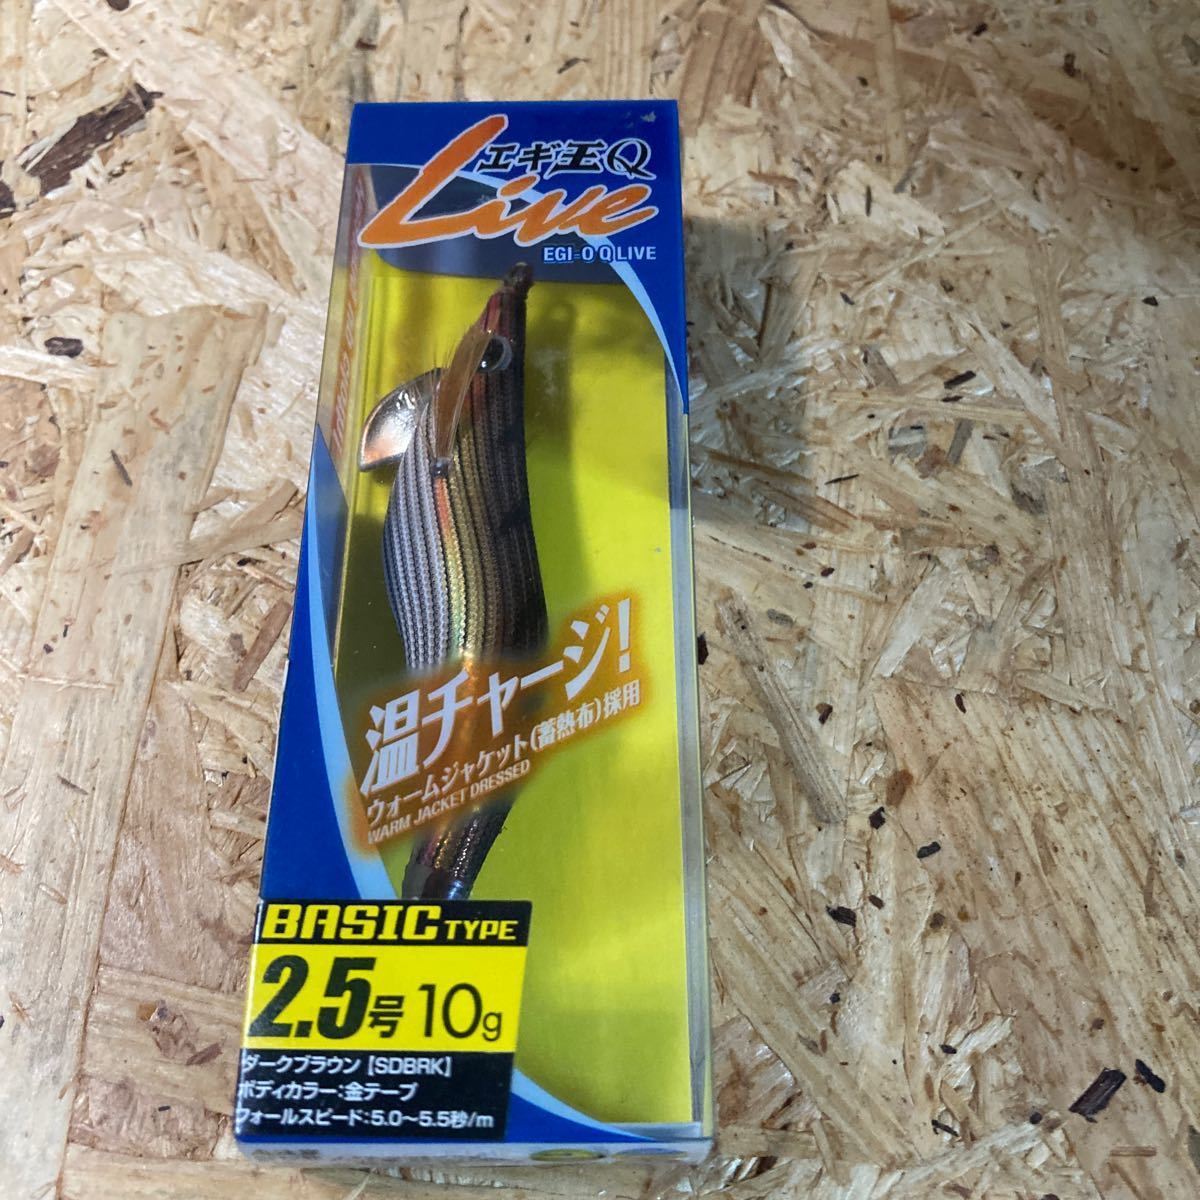 エギ王Q
Live
EGI-O Q LIVE
温チャージ!
ウォームジャケット(蓄熱布)採用
WARM JACKET DRESSED
BASIC TYPE
2.5号 10g
ダークブラウン【SDBRK】
ボディカラー:金テープ
フォールスピード:5.0〜5.5秒/m